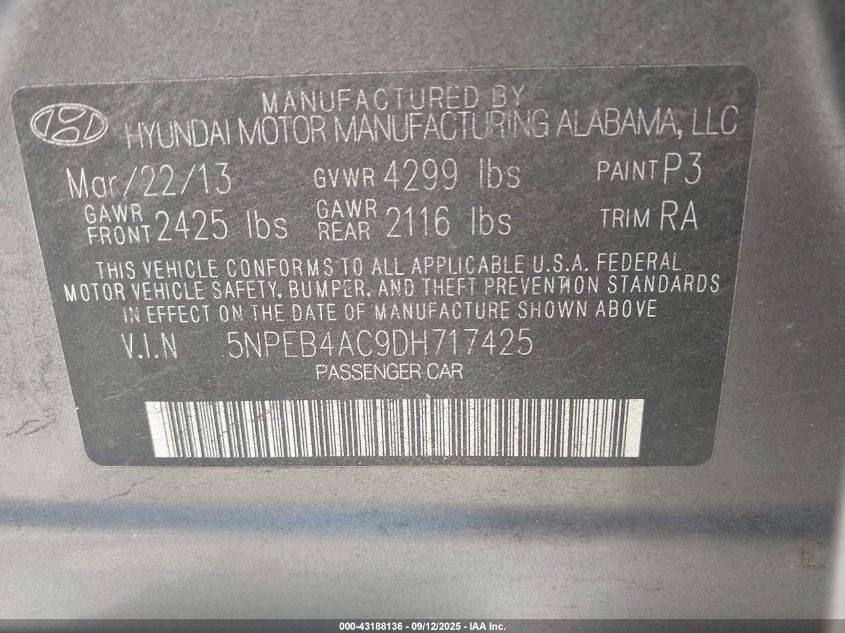 MANUFACTURED BY
HYUNDAI MOTOR MANUFACTURING ALABAMA, LLC
Mar/22/13 GVWR 4299 lbs PAINT P3
GAWR FRONT 2425 lbs GAWR REAR 2116 lbs TRIM RA
THIS VEHICLE CONFORMS TO ALL APPLICABLE U.S.A. FEDERAL
MOTOR VEHICLE SAFETY, BUMPER, AND THEFT PREVENTION STANDARDS
IN EFFECT ON THE DATE OF MANUFACTURE SHOWN ABOVE
V.I.N 5NPEB4AC9DH717425
PASSENGER CAR
000-43188136 - 09/12/2025 - IAA Inc.